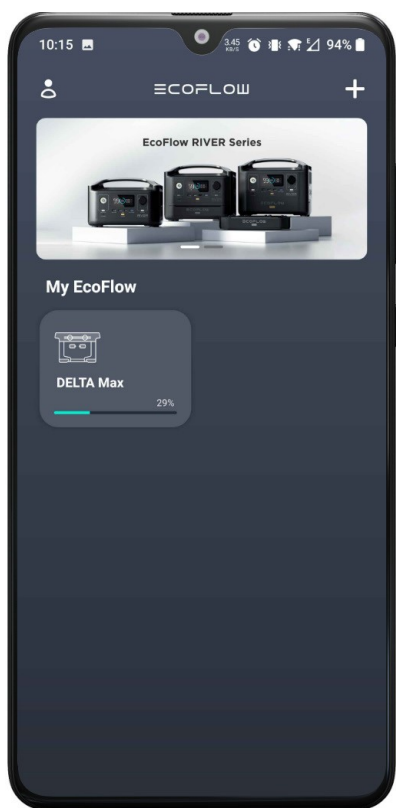 10:15
3.45
KB/S
E
94%
ECOFLOW
EcoFlow RIVER Series
My EcoFlow
DELTA Max
29%